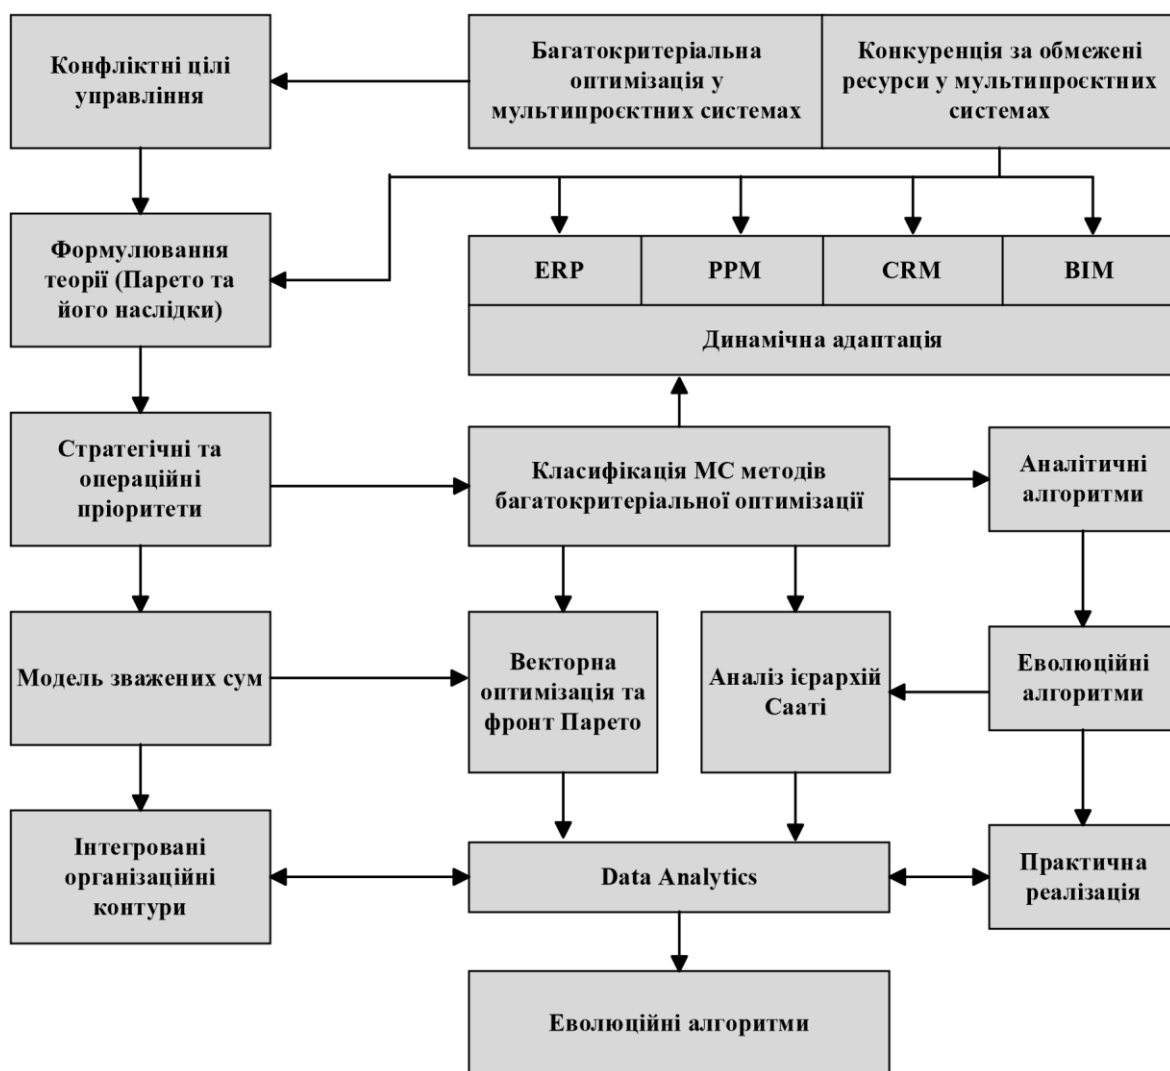 Конфліктні цілі
управління
Багатокритеріальна
оптимізація у
мультипроєктних системах
Конкуренція за обмежені
ресурси у мультипроєктних
системах
Формулювання
теорії (Парето та
його наслідки)
ERP
PPM
CRM
BIM
Динамічна адаптація
Стратегічні та
операційні
пріоритети
Класифікація МС методів
багатокритеріальної оптимізації
Аналітичні
алгоритми
Модель зважених сум
Векторна
оптимізація та
фронт Парето
Аналіз ієрархій
Сааті
Еволюційні
алгоритми
Інтегровані
організаційні
контури
Data Analytics
Практична
реалізація
Еволюційні алгоритми